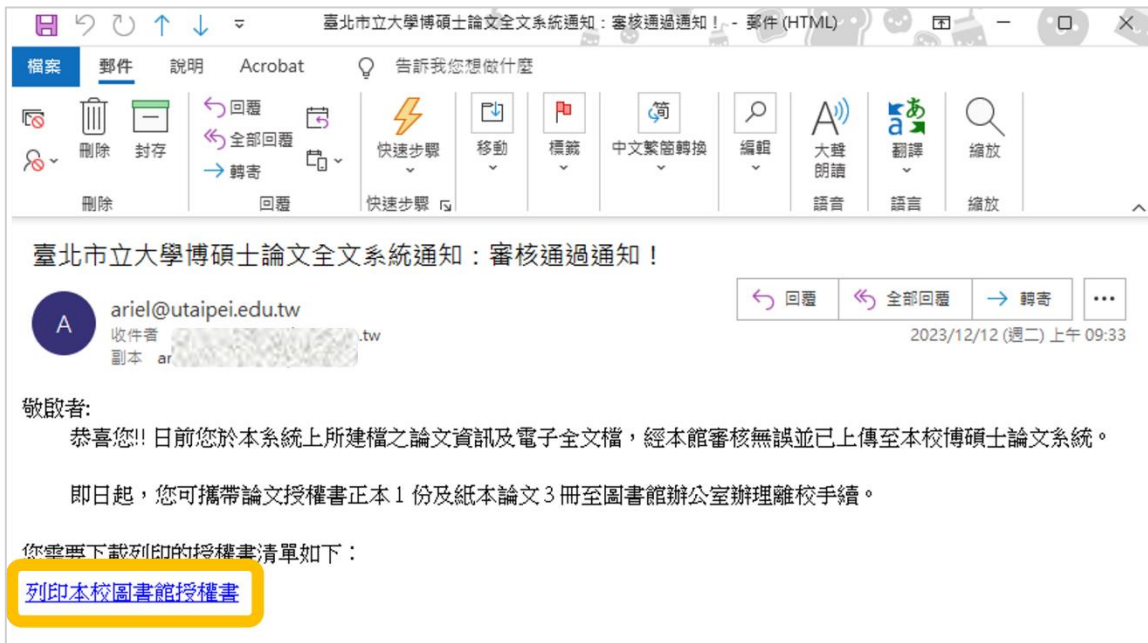 臺北市立大學博碩士論文全文系統通知：審核通過通知！ - 郵件 (HTML)
檔案 郵件 說明 Acrobat 告訴我您想做什麼
刪除 封存 回覆 全部回覆 轉寄 快速步驟 移動 標籤 中文繁簡轉換 編輯 大聲朗讀 翻譯 縮放
刪除 回覆 快速步驟 語音 語言 縮放
臺北市立大學博碩士論文全文系統通知：審核通過通知！
A
ariel@utaipei.edu.tw
回覆 全部回覆 轉寄
收件者 .tw
2023/12/12 (週二) 上午 09:33
副本 ar
敬啟者:
恭喜您!! 日前您於本系統上所建檔之論文資訊及電子全文檔，經本館審核無誤並已上傳至本校博碩士論文系統。
即日起，您可攜帶論文授權書正本 1 份及紙本論文 3 冊至圖書館辦公室辦理離校手續。
您需要下載列印的授權書清單如下：
列印本校圖書館授權書